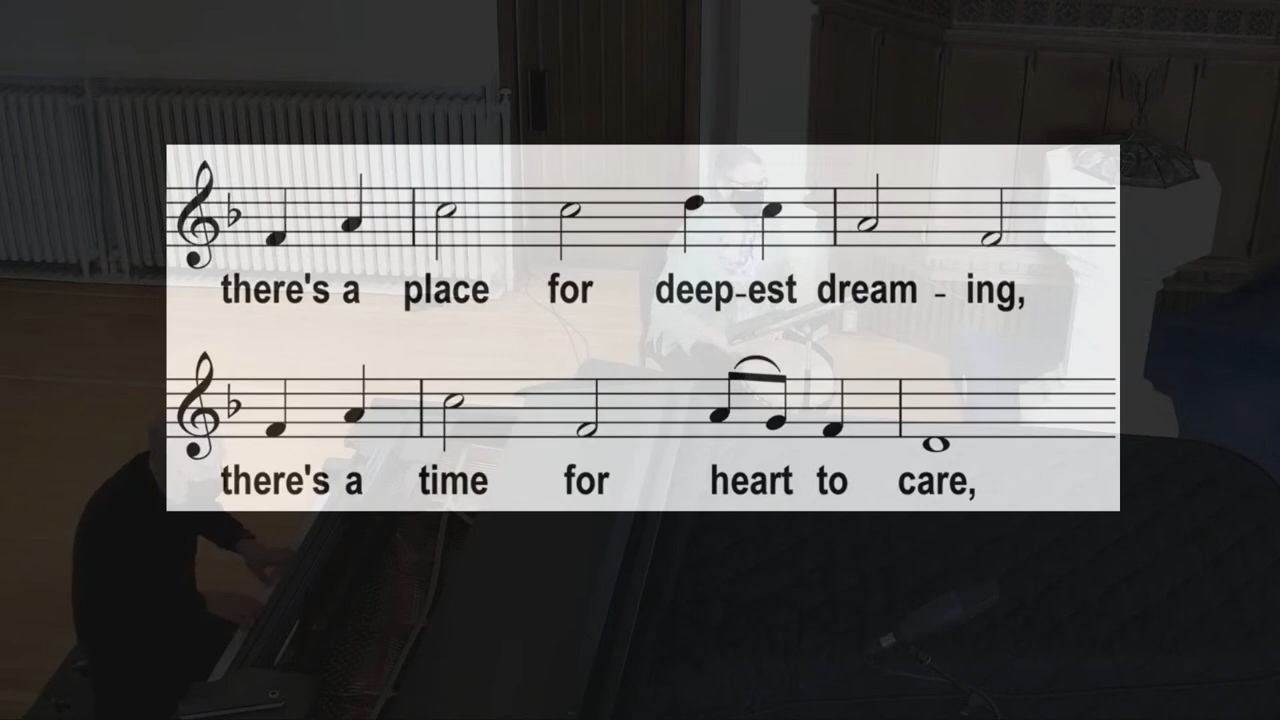 there's a place for deep-est dream - ing,
there's a time for heart to care,